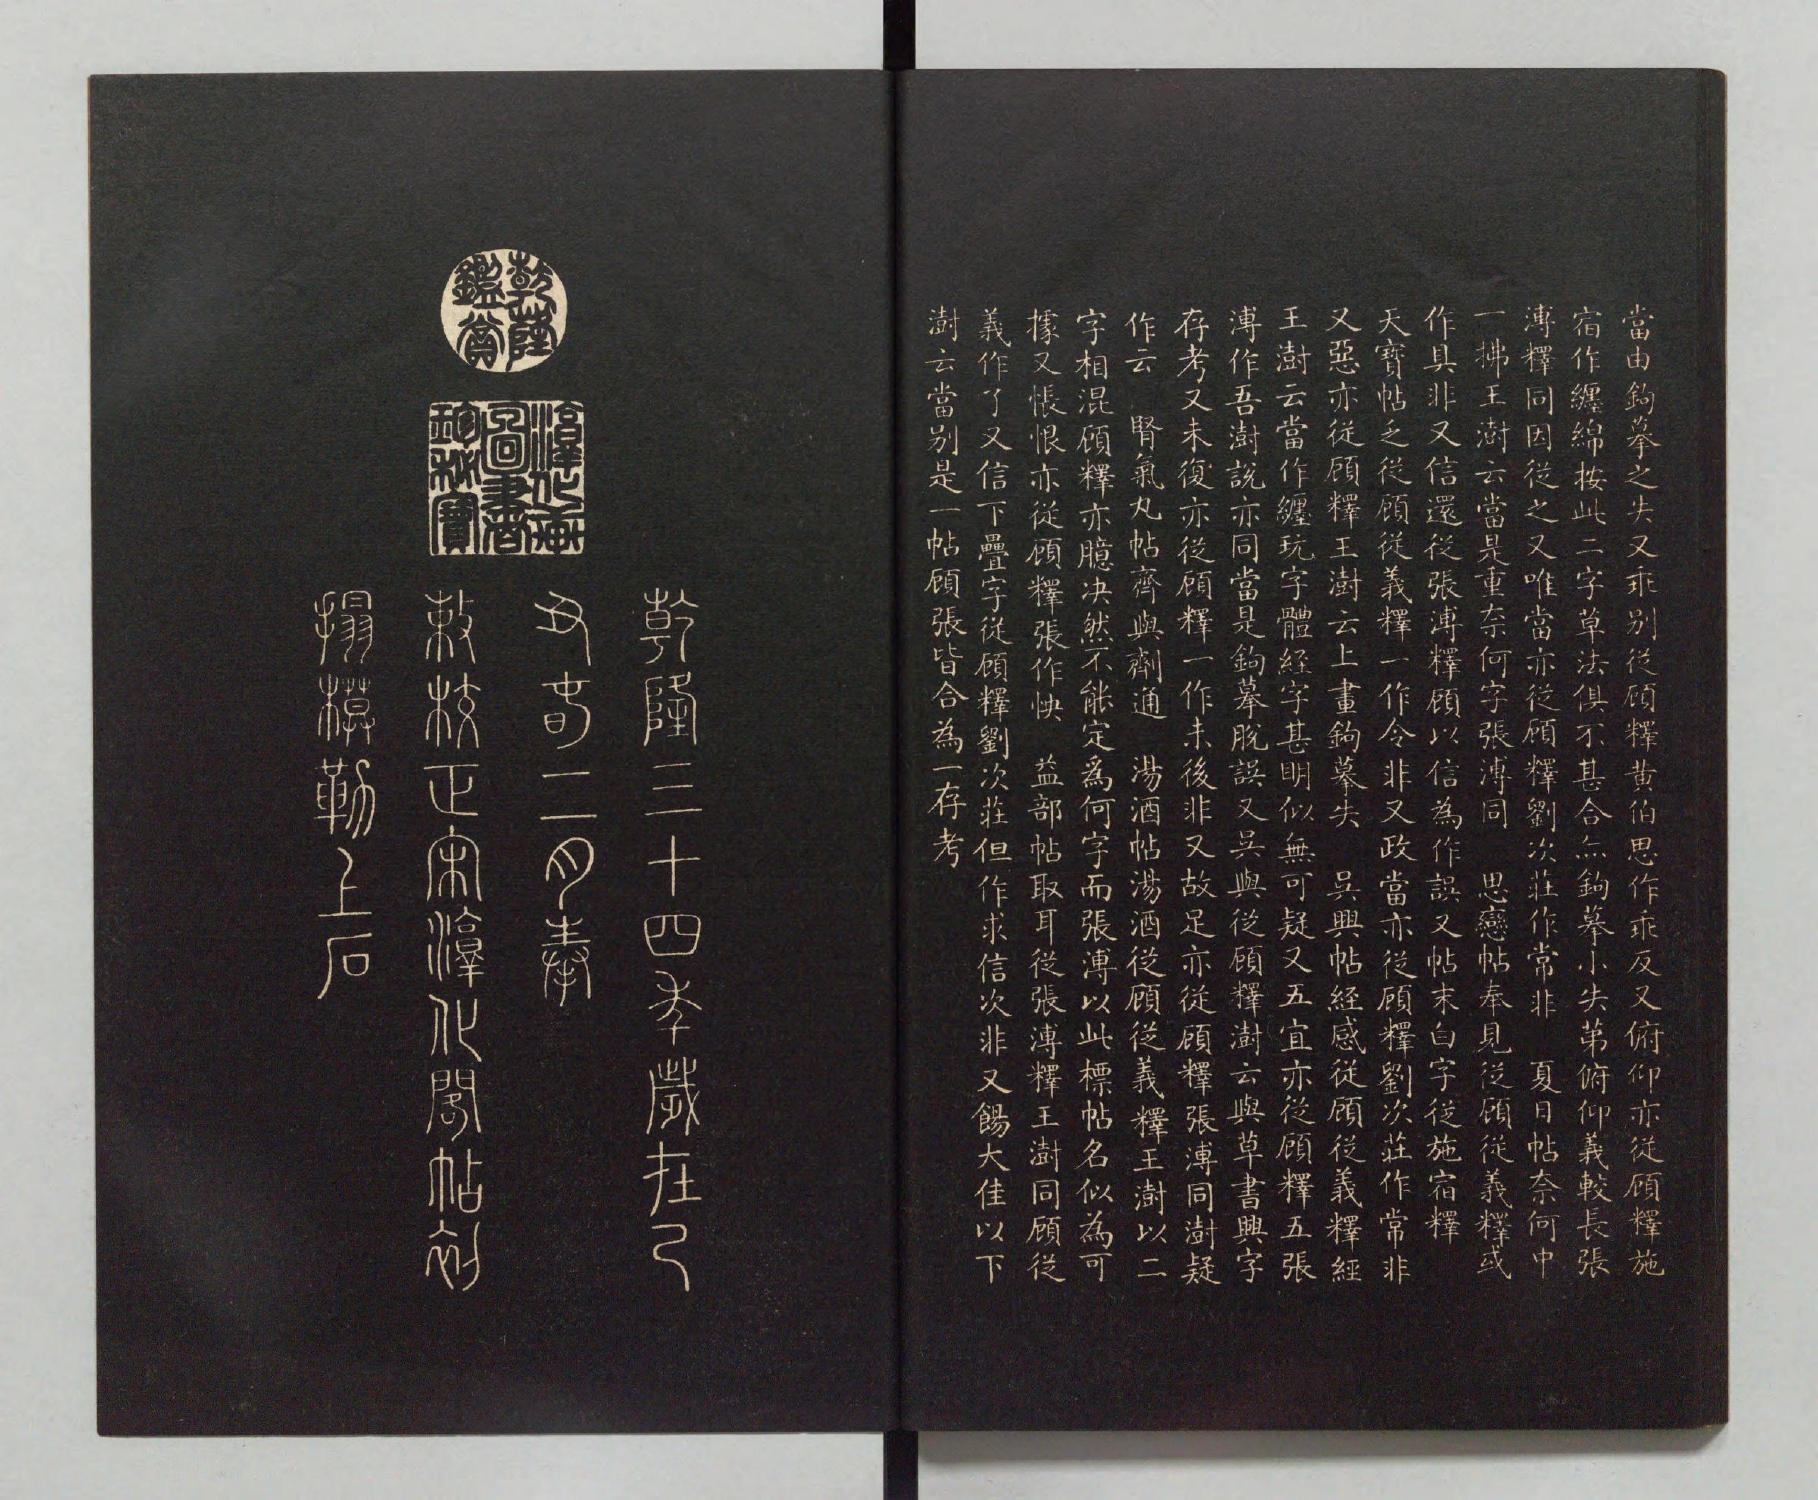 當由鉤摹之失又乖别從顧釋黄伯思作乖反又俯仰亦從顧釋施
宿作纏綿按此二字草法俱不甚合亦鉤摹小失第俯仰義較長張
溥釋同因從之又唯當亦從顧釋劉次莊作常非　夏日帖奈何中
一拂王澍云當是重奈何字張溥同　思戀帖奉見從顧從義釋或
作具非又信還從張溥釋顧以信為作誤又帖末白字從施宿釋
天寶帖之從顧從義釋一作令非又政當亦從顧釋劉次莊作常非
又惡亦從顧釋王澍云上畫鉤摹失　吳興帖經感從顧從義釋經
王澍云當作纏玩字體經字甚明似無可疑又五宜亦從顧釋五張
溥作吾澍説亦同當是鉤摹脫誤又吳與從顧釋澍云與草書興字
存考又未復亦從顧釋一作未後非又故足亦從顧釋張溥同澍疑
作云　腎氣丸帖齊與劑通　湯酒帖湯酒從顧從義釋王澍以二
字相混顧釋亦臆决然不能定為何字而張溥以此標帖名似為可
據又悵恨亦從顧釋張作怏　益部帖取耳從張溥釋王澍同顧從
義作了又信下疊字從顧釋劉次莊但作求信次非又餳大佳以下
澍云當别是一帖顧張皆合為一存考
乾隆鑑賞
淳化軒圖書珍秘寶
乾隆三十四年歲在己
丑春二月奉
敕校正宋淳化閣帖刻
搨橅勒上石